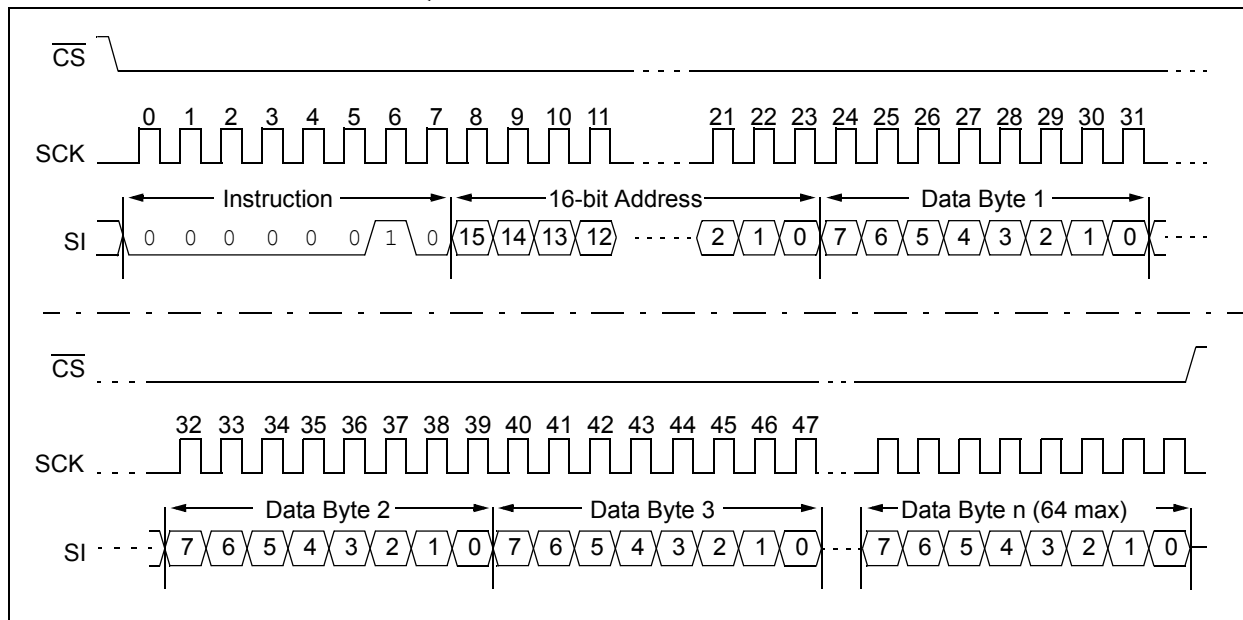 CS
0 1 2 3 4 5 6 7 8 9 10 11 21 22 23 24 25 26 27 28 29 30 31
SCK
Instruction 16-bit Address Data Byte 1
SI 0 0 0 0 0 0 1 0 15 14 13 12 2 1 0 7 6 5 4 3 2 1 0
CS
32 33 34 35 36 37 38 39 40 41 42 43 44 45 46 47
SCK
Data Byte 2 Data Byte 3 Data Byte n (64 max)
SI 7 6 5 4 3 2 1 0 7 6 5 4 3 2 1 0 7 6 5 4 3 2 1 0